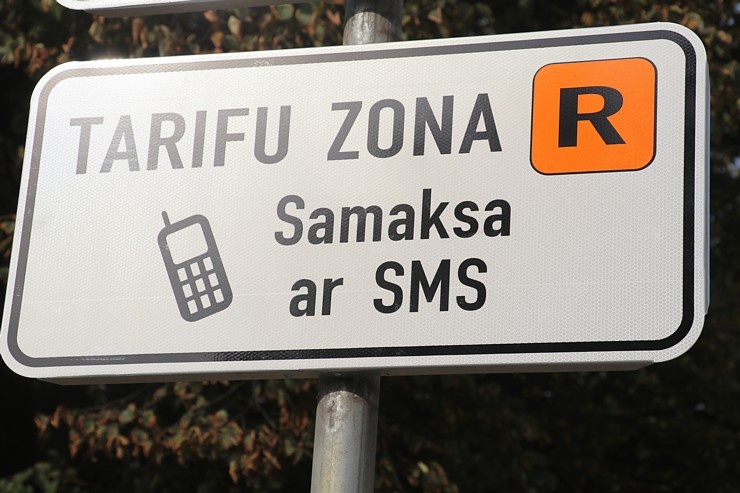 TARIFU ZONA R
Samaksa
ar SMS